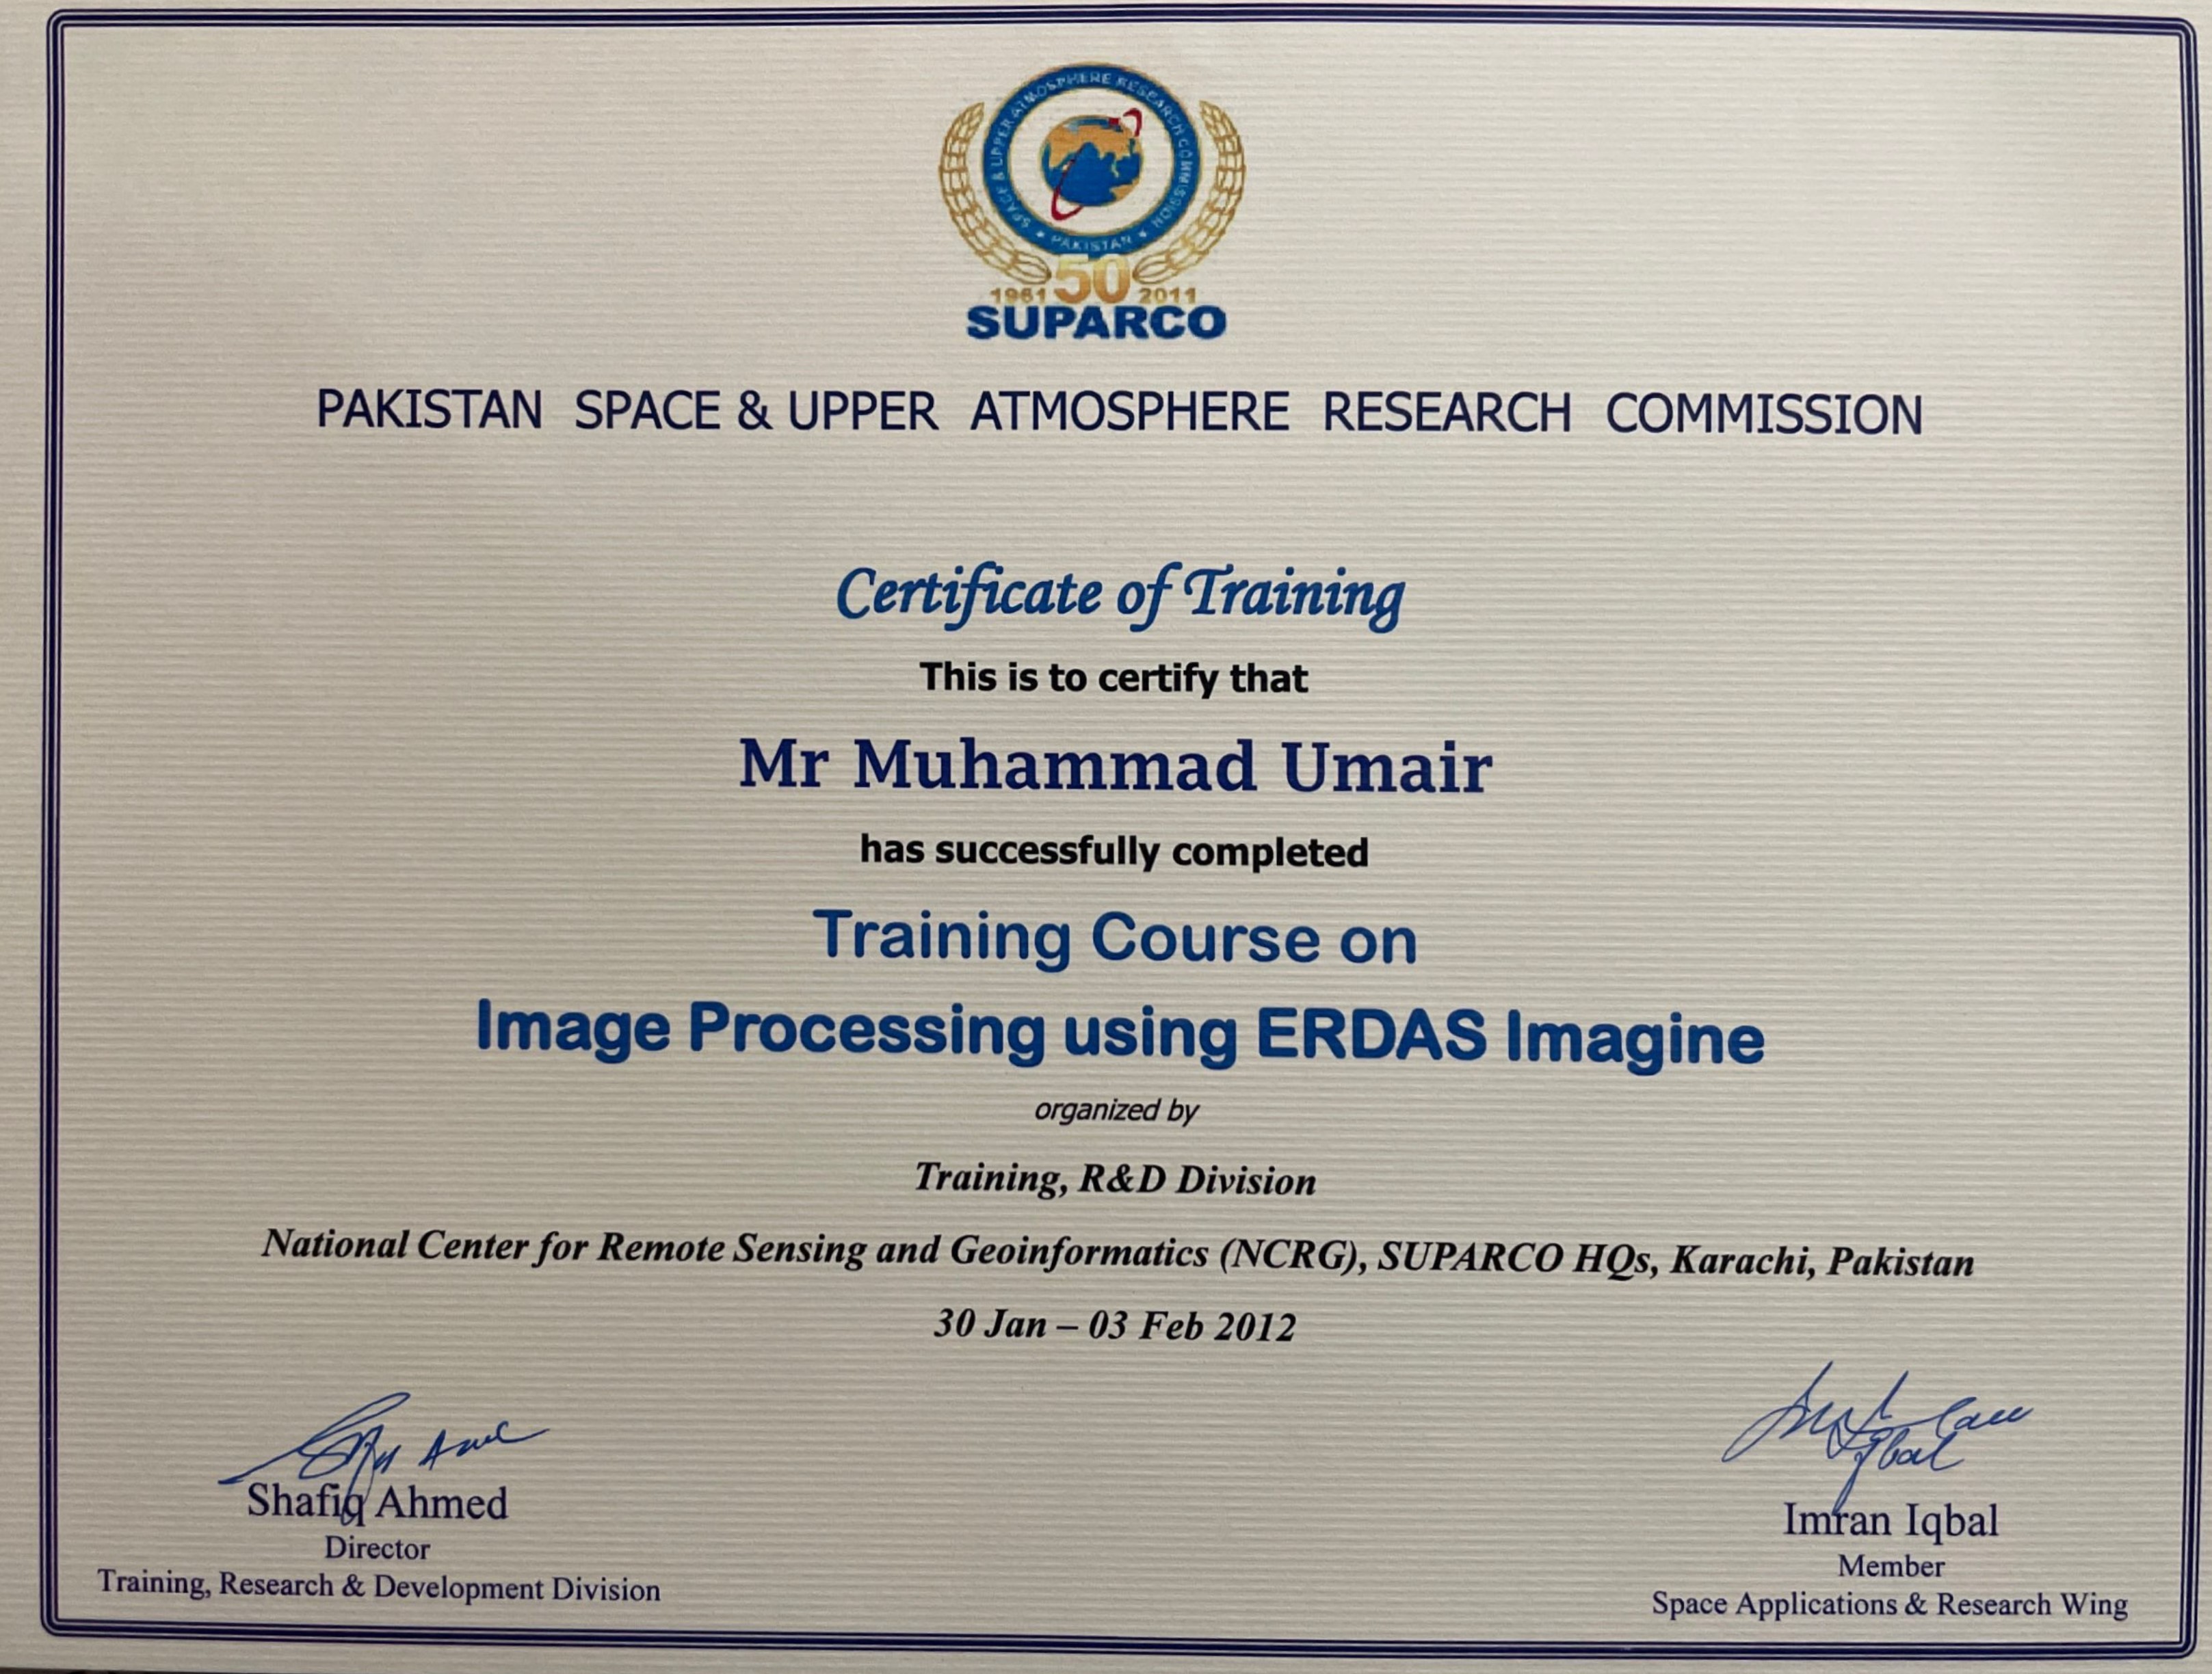 SPACE & UPPER ATMOSPHERE RESEARCH COMMISSION
★ PAKISTAN ★
1961 50 2011
SUPARCO
PAKISTAN SPACE & UPPER ATMOSPHERE RESEARCH COMMISSION
Certificate of Training
This is to certify that
Mr Muhammad Umair
has successfully completed
Training Course on
Image Processing using ERDAS Imagine
organized by
Training, R&D Division
National Center for Remote Sensing and Geoinformatics (NCRG), SUPARCO HQs, Karachi, Pakistan
30 Jan – 03 Feb 2012
Shafiq Ahmed
Director
Training, Research & Development Division
Iqbal
Imran Iqbal
Member
Space Applications & Research Wing